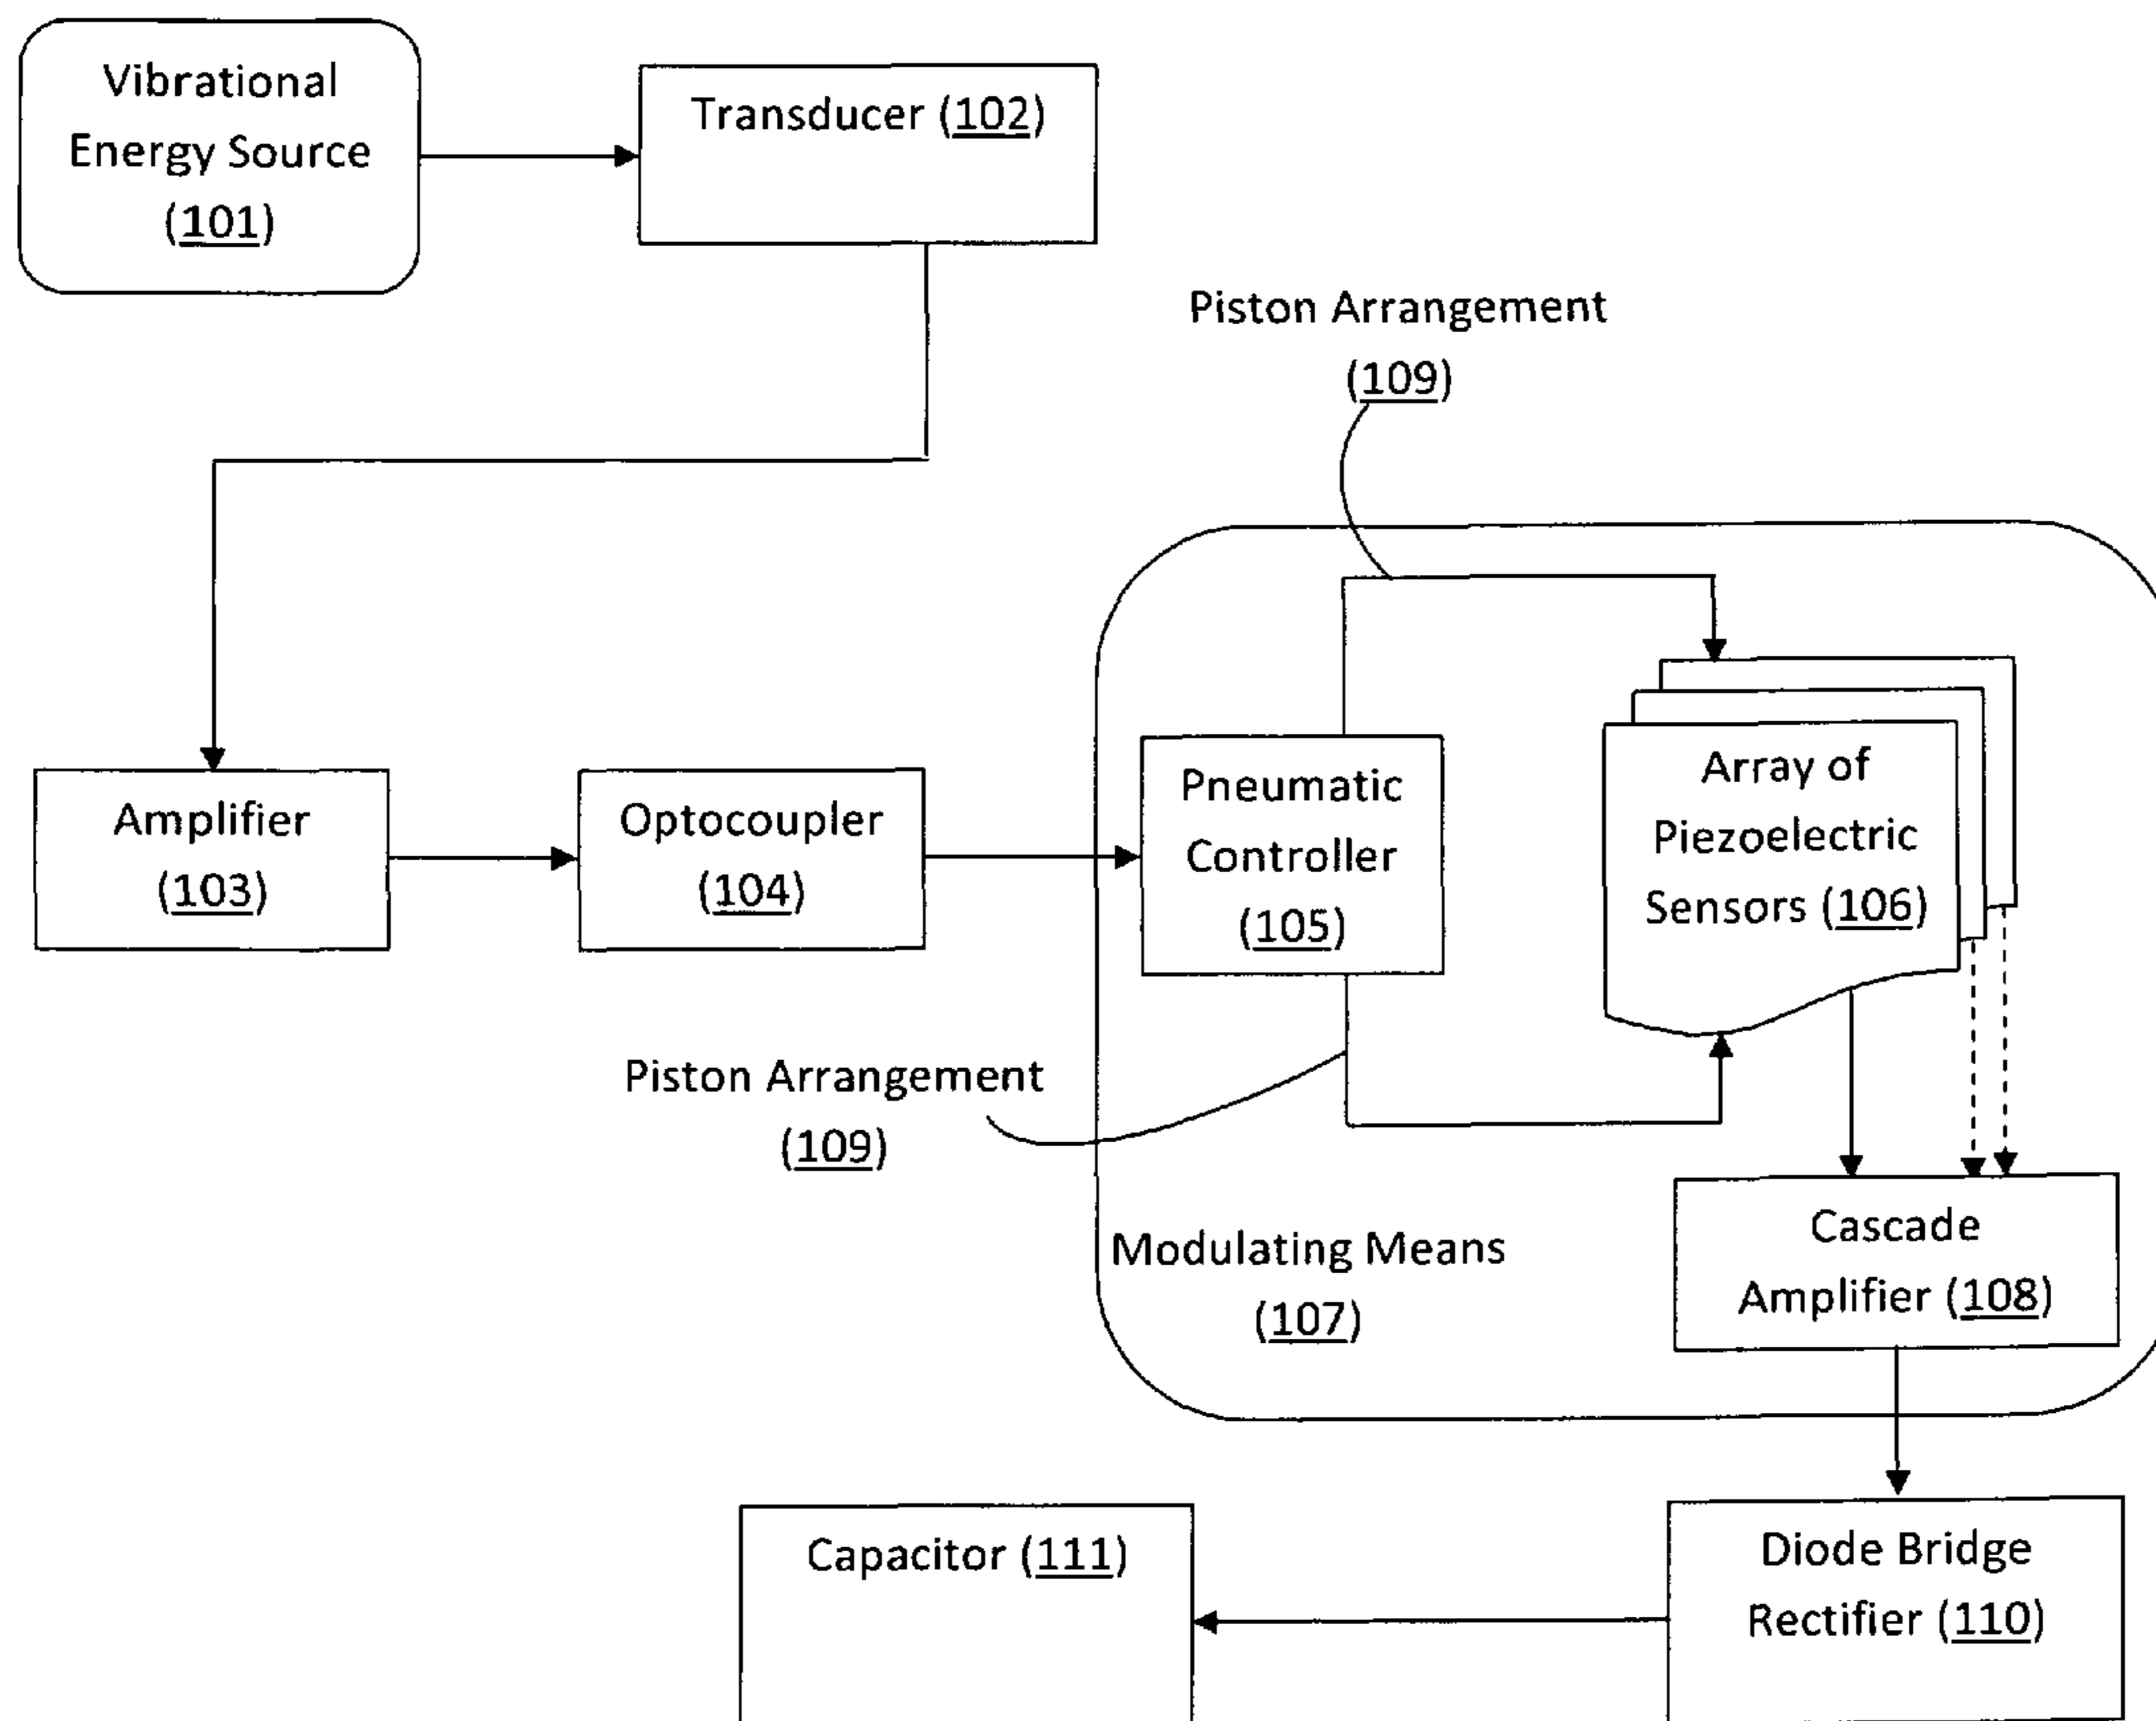 Vibrational
Energy Source
(101)
Transducer (102)
Piston Arrangement
(109)
Amplifier
(103)
Optocoupler
(104)
Pneumatic
Controller
(105)
Array of
Piezoelectric
Sensors (106)
Piston Arrangement
(109)
Modulating Means
(107)
Cascade
Amplifier (108)
Capacitor (111)
Diode Bridge
Rectifier (110)